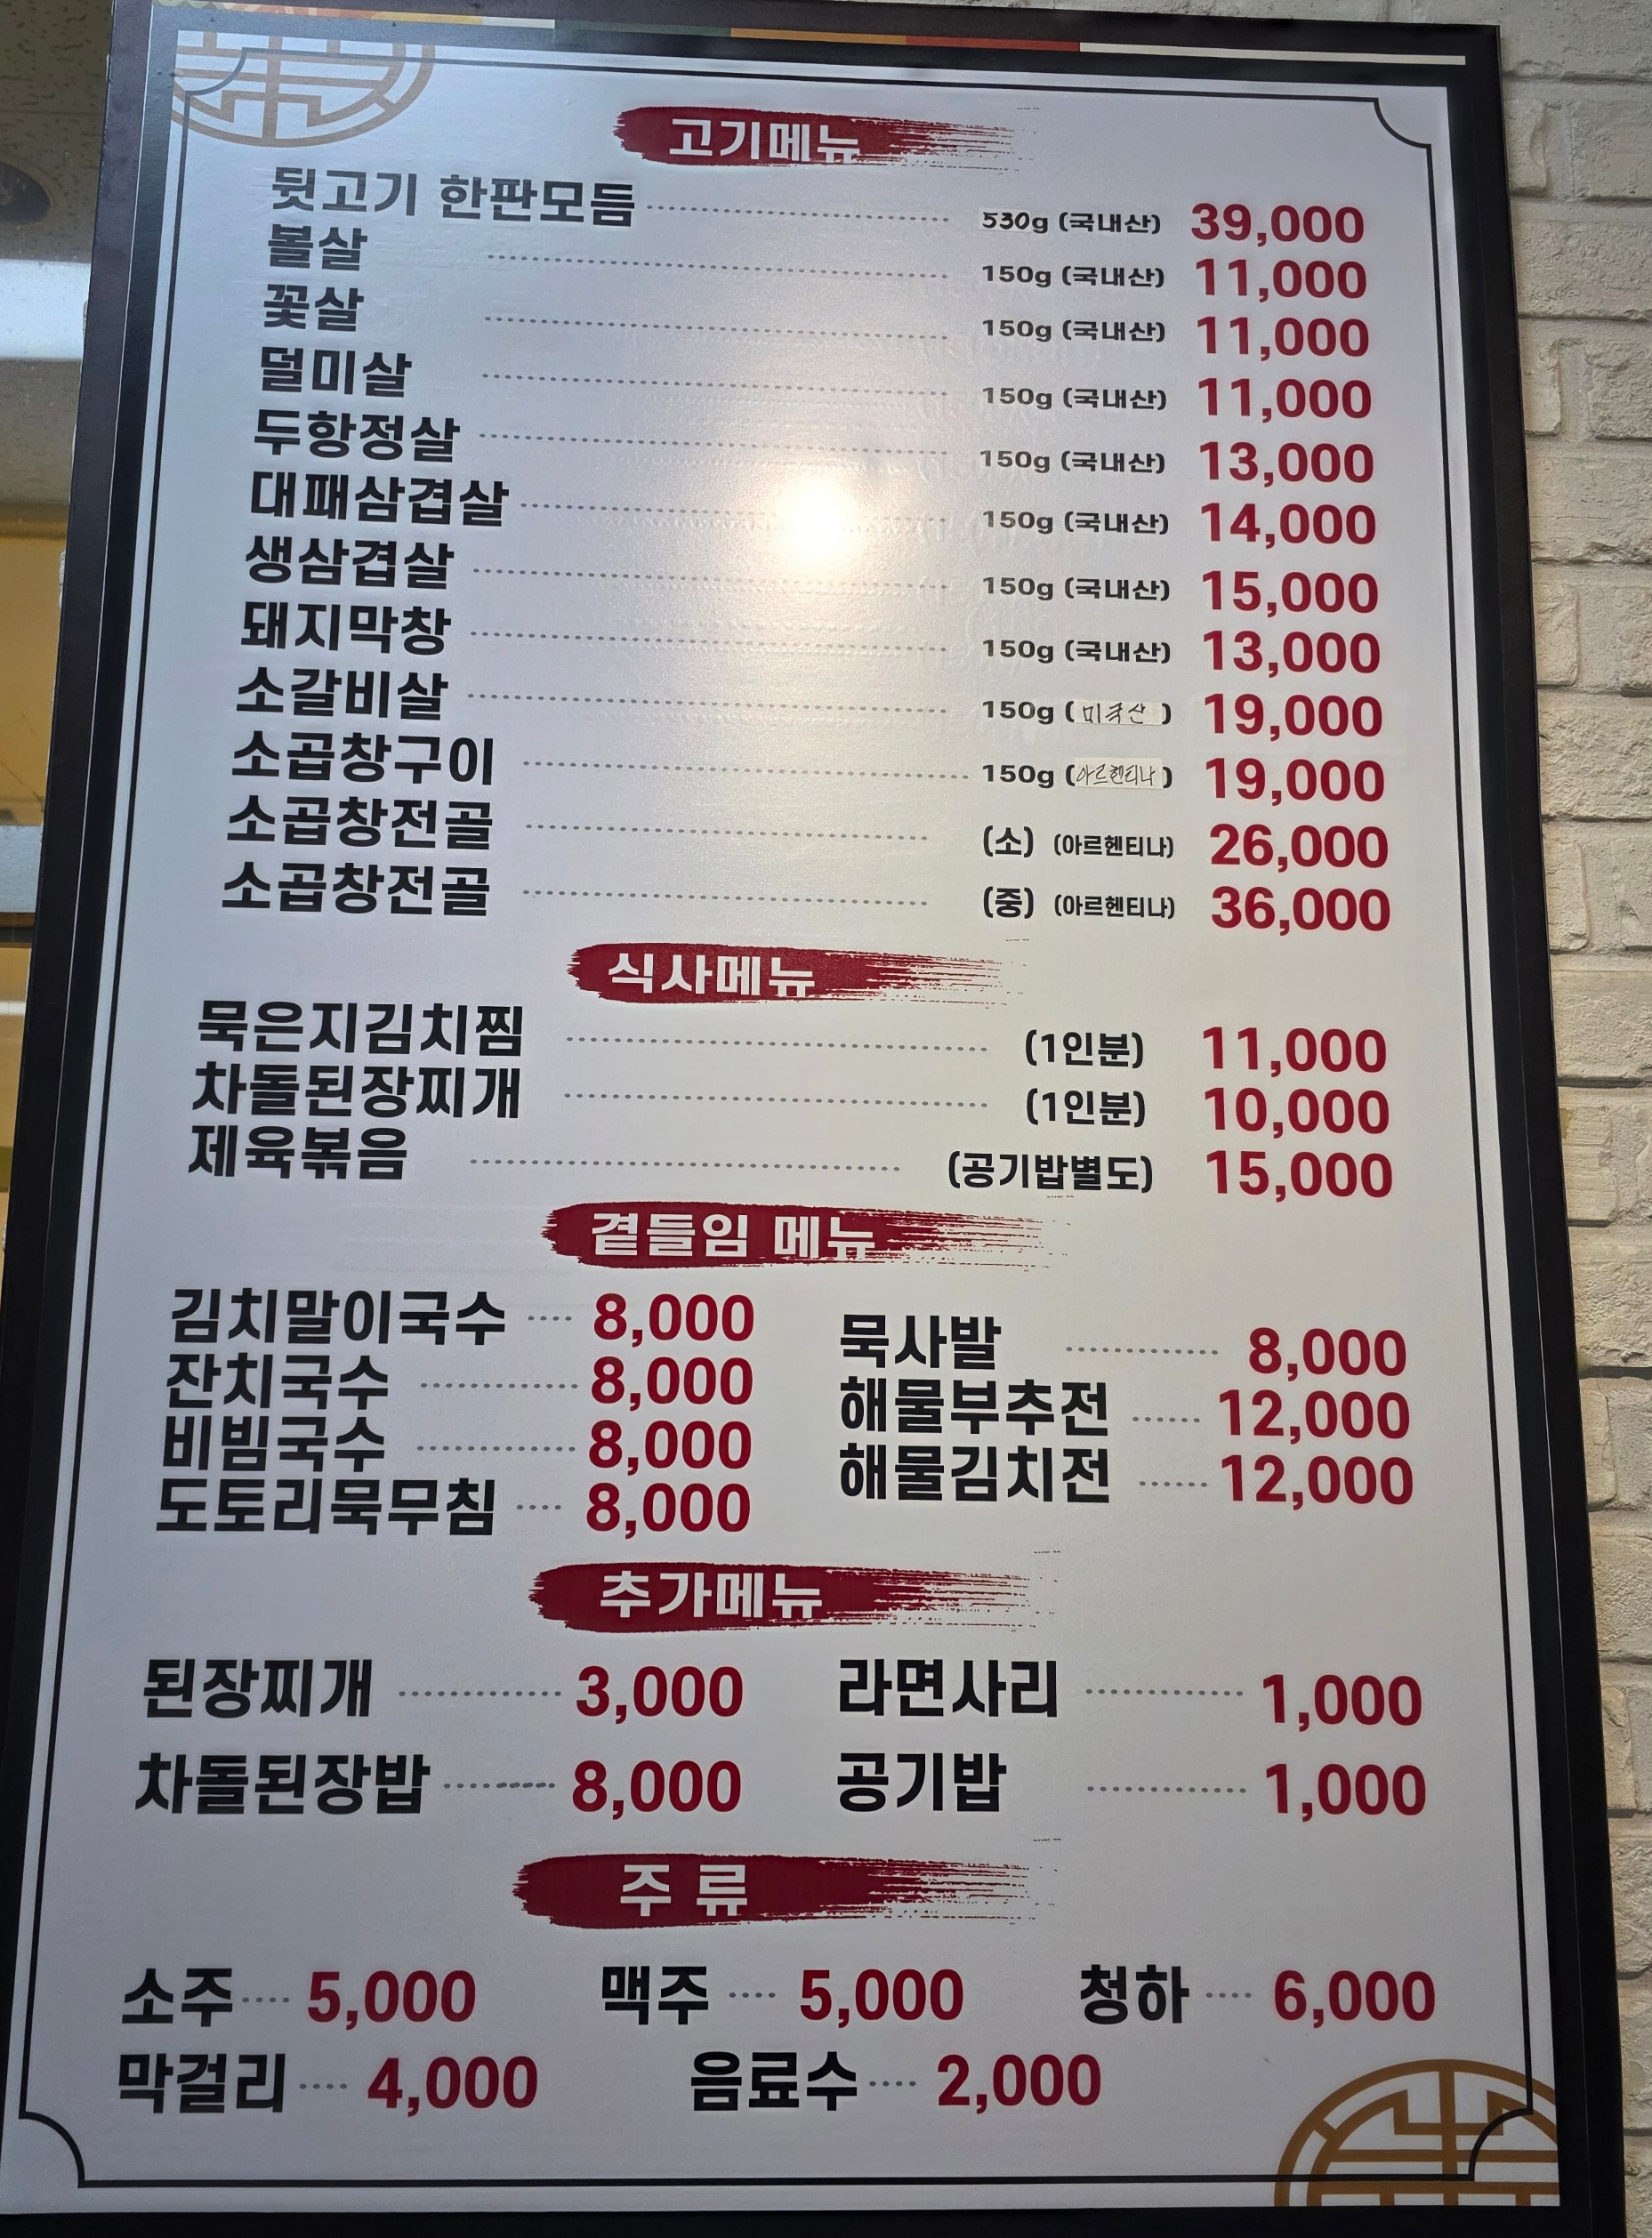 고기메뉴
뒷고기 한판모듬 530g (국내산) 39,000
볼살 150g (국내산) 11,000
꽃살 150g (국내산) 11,000
덜미살 150g (국내산) 11,000
두항정살 150g (국내산) 13,000
대패삼겹살 150g (국내산) 14,000
생삼겹살 150g (국내산) 15,000
돼지막창 150g (국내산) 13,000
소갈비살 150g (미국산) 19,000
소곱창구이 150g (아르헨티나) 19,000
소곱창전골 (소) (아르헨티나) 26,000
소곱창전골 (중) (아르헨티나) 36,000
식사메뉴
묵은지김치찜 (1인분) 11,000
차돌된장찌개 (1인분) 10,000
제육볶음 (공기밥별도) 15,000
곁들임 메뉴
김치말이국수 8,000 묵사발 8,000
잔치국수 8,000 해물부추전 12,000
비빔국수 8,000 해물김치전 12,000
도토리묵무침 8,000
추가메뉴
된장찌개 3,000 라면사리 1,000
차돌된장밥 8,000 공기밥 1,000
주 류
소주 5,000 맥주 5,000 청하 6,000
막걸리 4,000 음료수 2,000